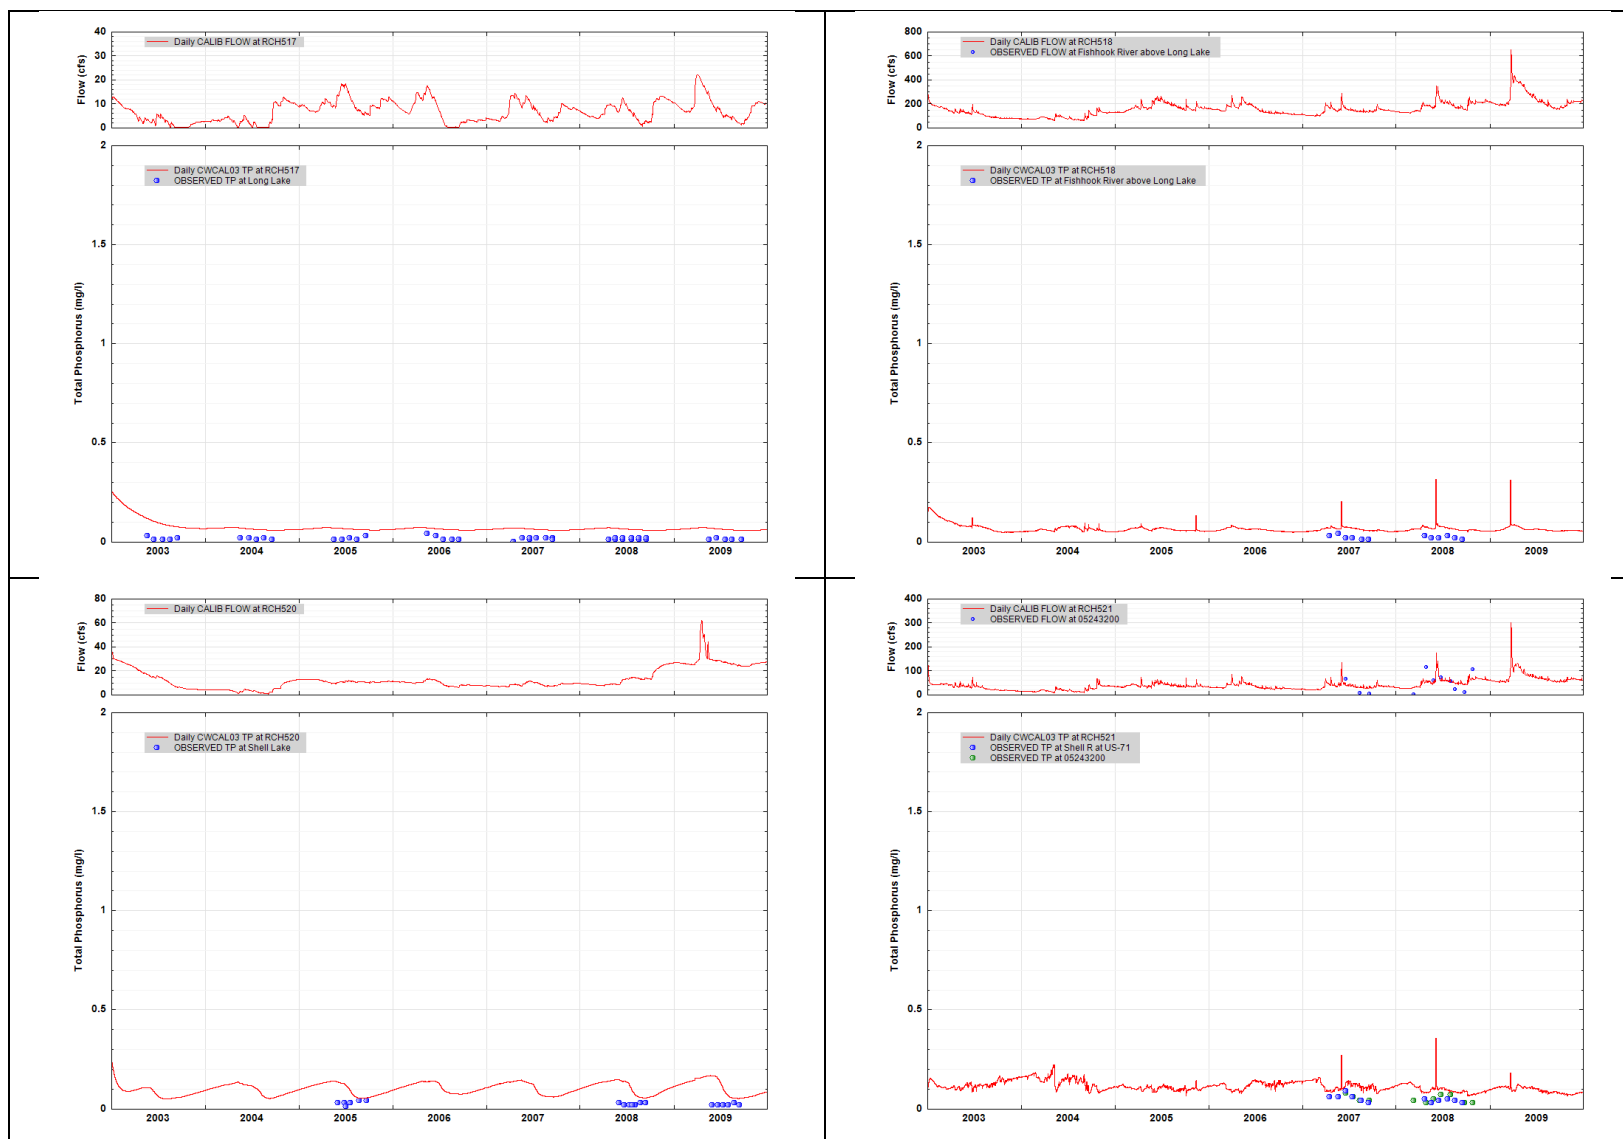 Flow (cfs)
40
30
20
10
0
Daily CALIB FLOW at RCH517
Total Phosphorus (mg/l)
2
1.5
1
0.5
0
Daily CWCAL03 TP at RCH517
OBSERVED TP at Long Lake
2003 2004 2005 2006 2007 2008 2009
Flow (cfs)
800
600
400
200
0
Daily CALIB FLOW at RCH518
OBSERVED FLOW at Fishhook River above Long Lake
Total Phosphorus (mg/l)
2
1.5
1
0.5
0
Daily CWCAL03 TP at RCH518
OBSERVED TP at Fishhook River above Long Lake
2003 2004 2005 2006 2007 2008 2009
Flow (cfs)
80
60
40
20
0
Daily CALIB FLOW at RCH520
Total Phosphorus (mg/l)
2
1.5
1
0.5
0
Daily CWCAL03 TP at RCH520
OBSERVED TP at Shell Lake
2003 2004 2005 2006 2007 2008 2009
Flow (cfs)
400
300
200
100
0
Daily CALIB FLOW at RCH521
OBSERVED FLOW at 05243200
Total Phosphorus (mg/l)
2
1.5
1
0.5
0
Daily CWCAL03 TP at RCH521
OBSERVED TP at Shell R at US-71
OBSERVED TP at 05243200
2003 2004 2005 2006 2007 2008 2009